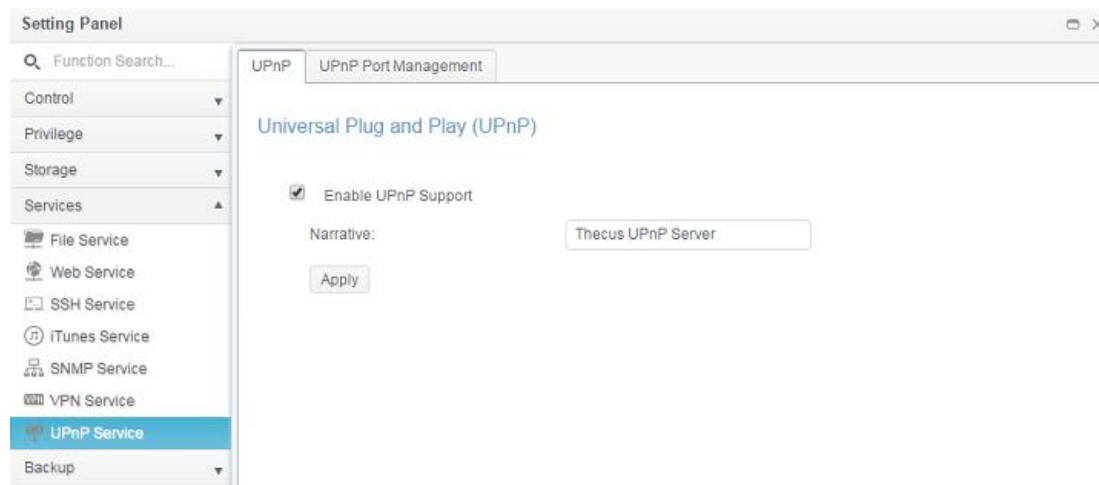 Setting Panel
Function Search...
Control
Privilege
Storage
Services
File Service
Web Service
SSH Service
iTunes Service
SNMP Service
VPN Service
UPnP Service
Backup
UPnP
UPnP Port Management
Universal Plug and Play (UPnP)
Enable UPnP Support
Narrative:
Thecus UPnP Server
Apply